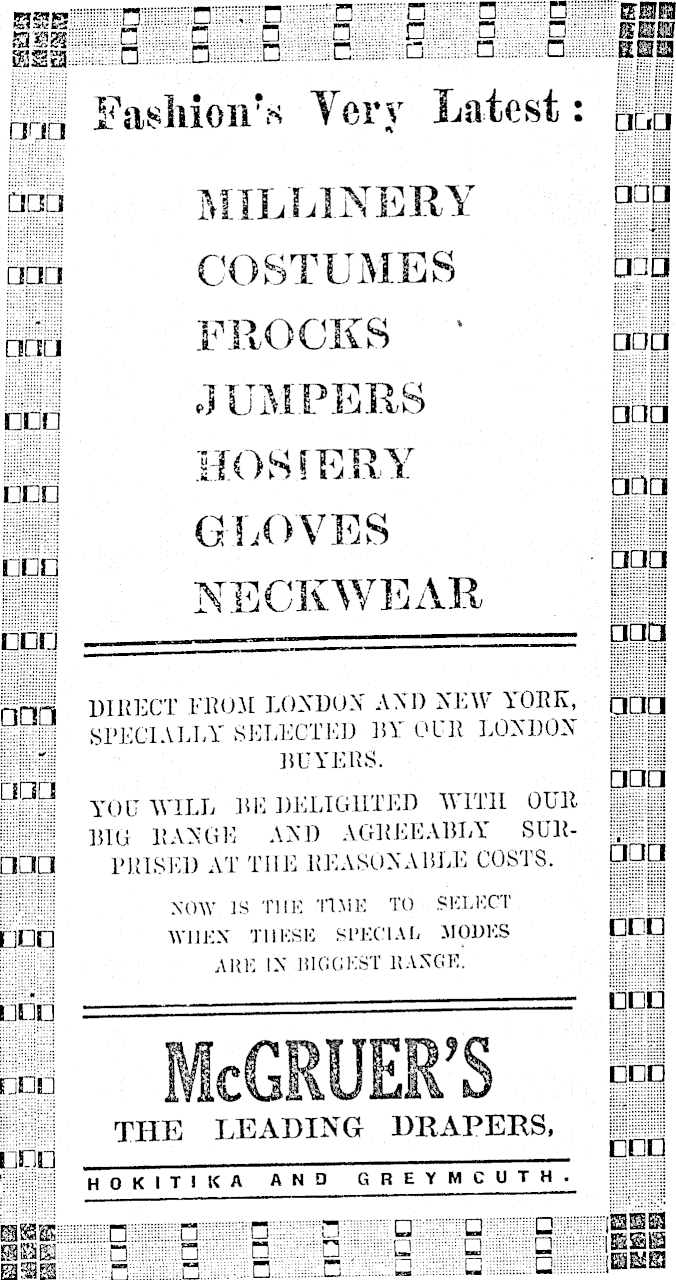 Fashion's Very Latest:
MILLINERY
COSTUMES
FROCKS
JUMPERS
HOSIERY
GLOVES
NECKWEAR
DIRECT FROM LONDON AND NEW YORK,
SPECIALLY SELECTED BY OUR LONDON
BUYERS.
YOU WILL BE DELIGHTED WITH OUR
BIG RANGE AND AGREEABLY SUR-
PRISED AT THE REASONABLE COSTS.
NOW IS THE TIME TO SELECT
WHEN THESE SPECIAL MODES
ARE IN BIGGEST RANGE.
McGRUER'S
THE LEADING DRAPERS,
HOKITIKA AND GREYMCUTH.